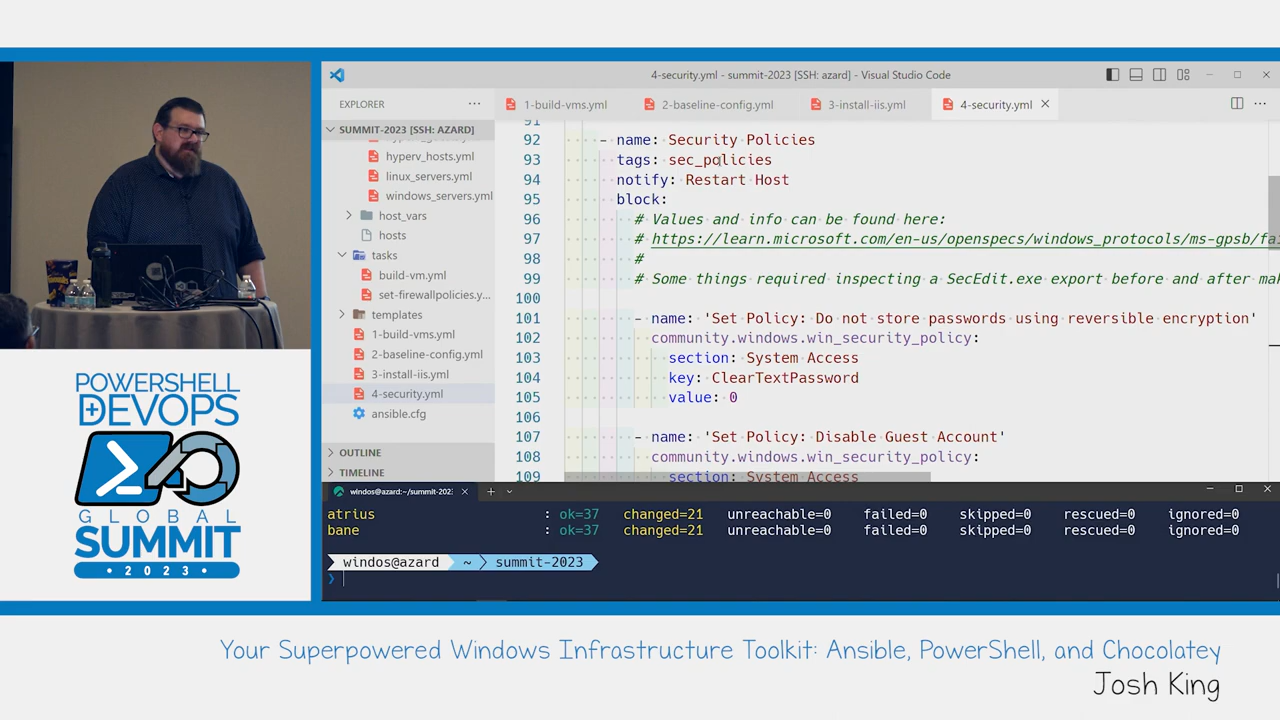 4-security.yml - summit-2023 [SSH: azard] - Visual Studio Code
EXPLORER
1-build-vms.yml
2-baseline-config.yml
3-install-iis.yml
4-security.yml
SUMMIT-2023 [SSH: AZARD]
hyperv_hosts.yml
linux_servers.yml
windows_servers.yml
host_vars
hosts
tasks
build-vm.yml
set-firewallpolicies.y...
templates
1-build-vms.yml
2-baseline-config.yml
3-install-iis.yml
4-security.yml
ansible.cfg
OUTLINE
TIMELINE
91
92 - name: Security Policies
93 tags: sec_policies
94 notify: Restart Host
95 block:
96 # Values and info can be found here:
97 # https://learn.microsoft.com/en-us/openspecs/windows_protocols/ms-gpsb/fa
98 #
99 # Some things required inspecting a SecEdit.exe export before and after ma
100
101 - name: 'Set Policy: Do not store passwords using reversible encryption'
102 community.windows.win_security_policy:
103 section: System Access
104 key: ClearTextPassword
105 value: 0
106
107 - name: 'Set Policy: Disable Guest Account'
108 community.windows.win_security_policy:
109 section: System Access
windos@azard:~/summit-202
atrius : ok=37 changed=21 unreachable=0 failed=0 skipped=0 rescued=0 ignored=0
bane : ok=37 changed=21 unreachable=0 failed=0 skipped=0 rescued=0 ignored=0
windos@azard ~ summit-2023
POWERSHELL
+DEVOPS
GLOBAL
SUMMIT
• 2023 •
Your Superpowered Windows Infrastructure Toolkit: Ansible, PowerShell, and Chocolatey
Josh King